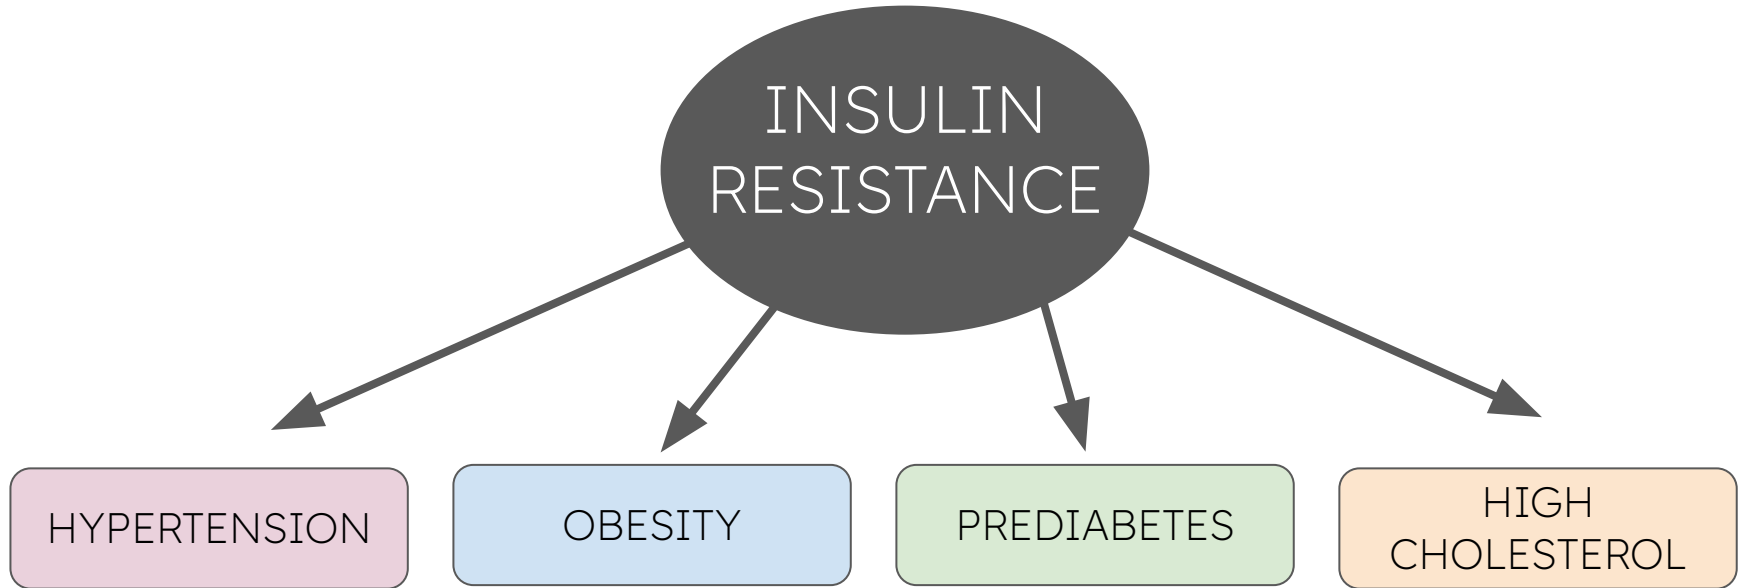 INSULIN
RESISTANCE
HYPERTENSION
OBESITY
PREDIABETES
HIGH
CHOLESTEROL